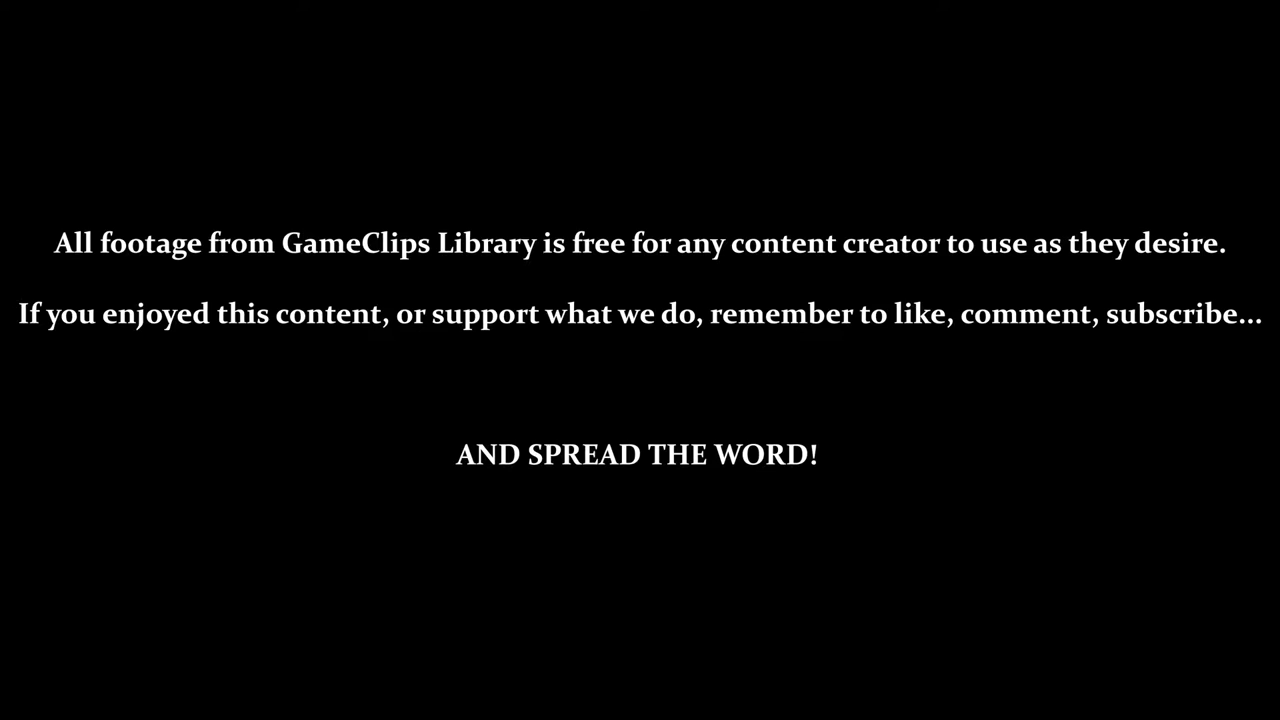 All footage from GameClips Library is free for any content creator to use as they desire.
If you enjoyed this content, or support what we do, remember to like, comment, subscribe...
AND SPREAD THE WORD!